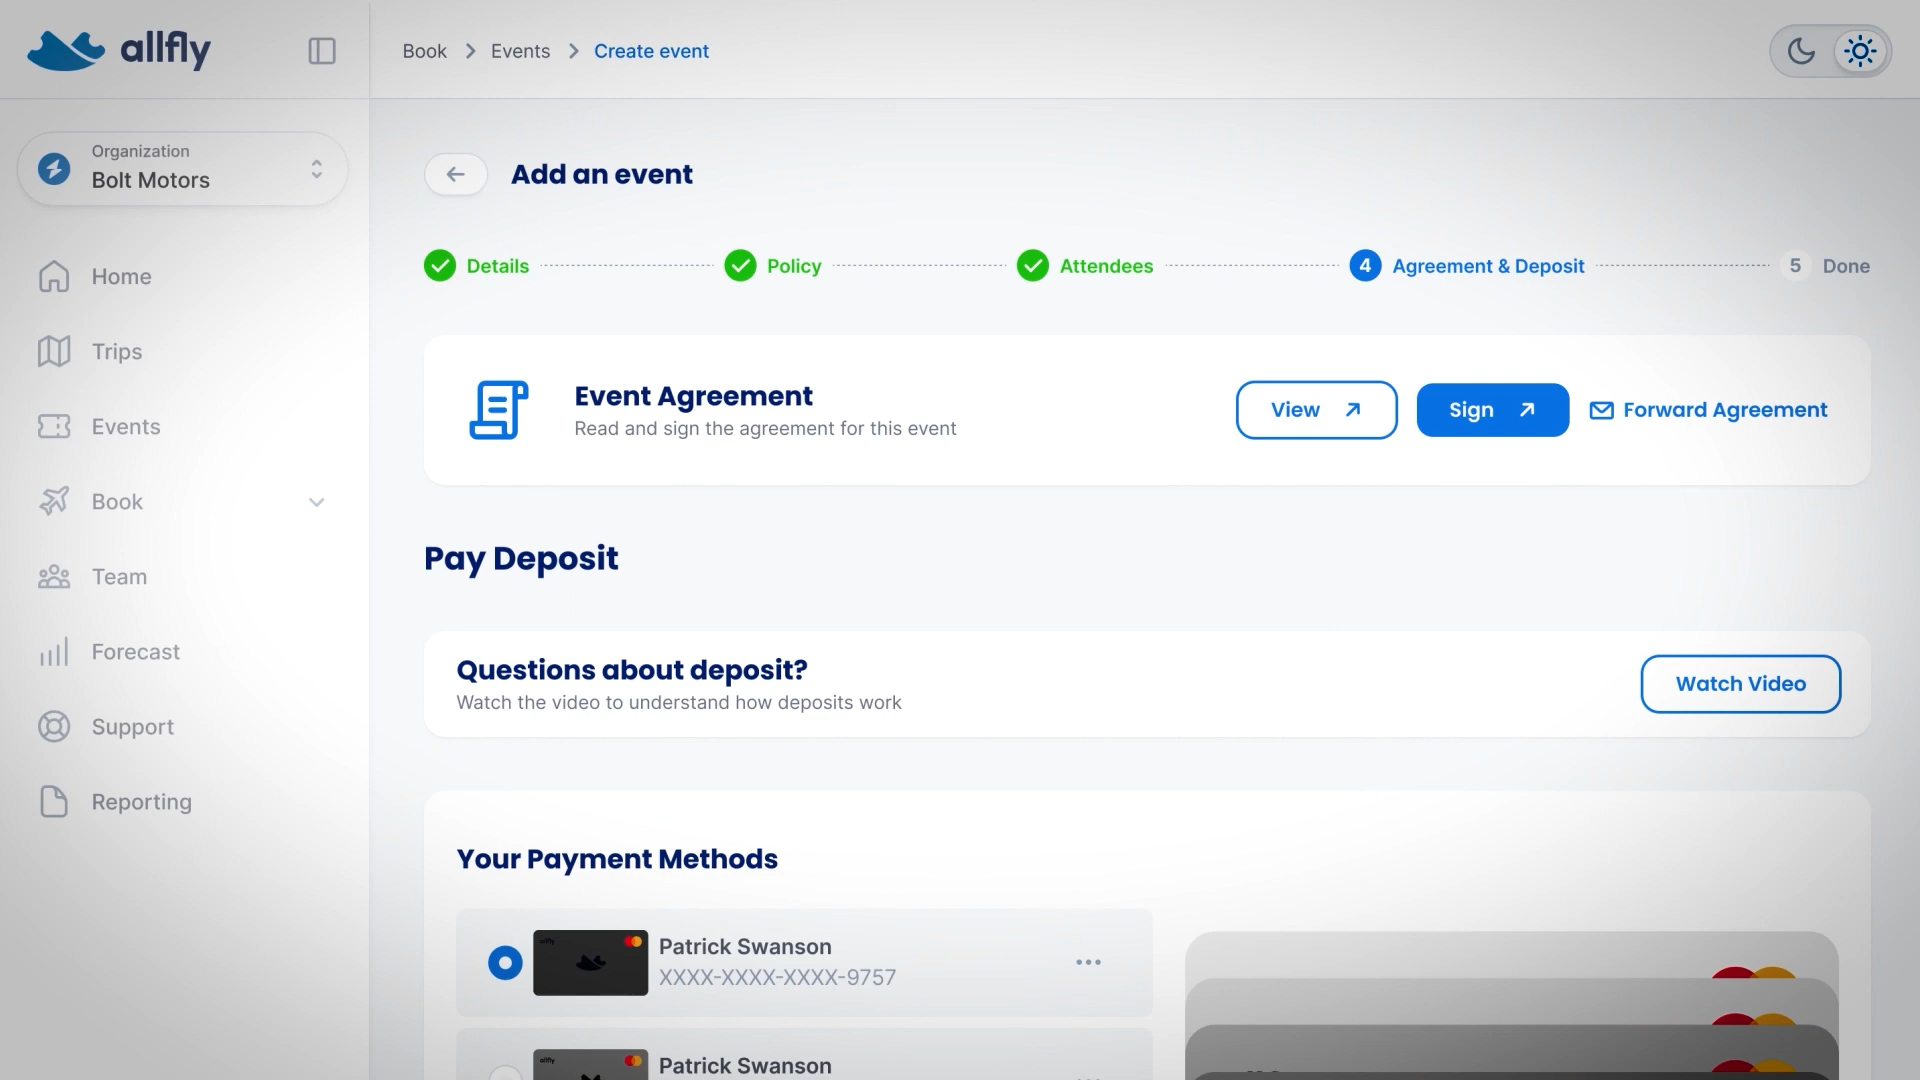 allfly
Book
Events
Create event
Organization
Bolt Motors
Add an event
Home
Details
Policy
Attendees
4
Agreement & Deposit
5
Done
Trips
Events
Event Agreement
Read and sign the agreement for this event
View
Sign
Forward Agreement
Book
Pay Deposit
Team
Forecast
Questions about deposit?
Watch the video to understand how deposits work
Watch Video
Support
Reporting
Your Payment Methods
allfly
Patrick Swanson
XXXX-XXXX-XXXX-9757
allfly
Patrick Swanson